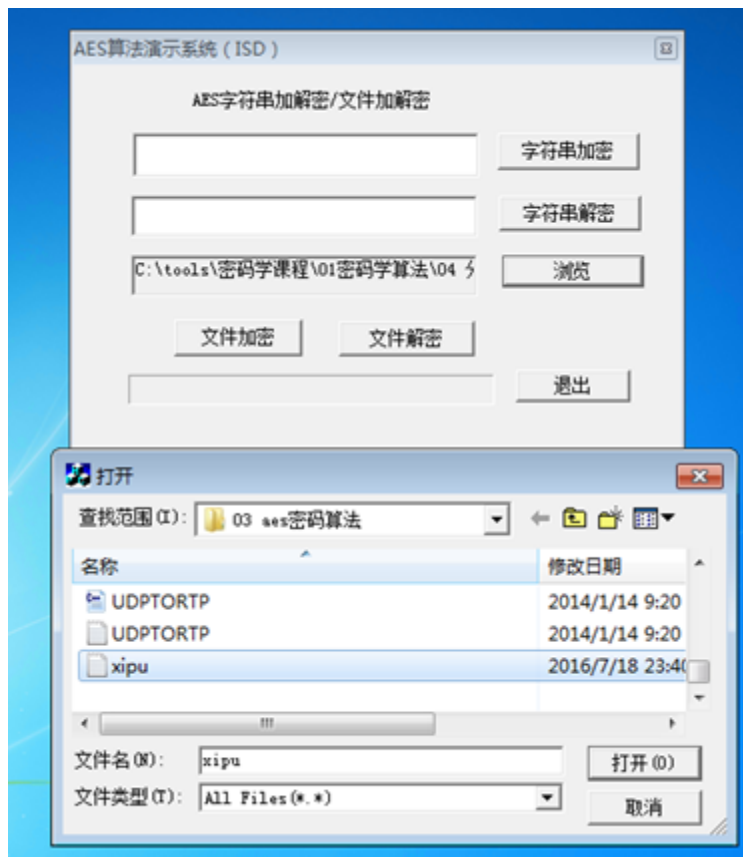 AES算法演示系统（ISD）
AES字符串加解密/文件加解密
字符串加密
字符串解密
C:\tools\密码学课程\01密码学算法\04
浏览
文件加密 文件解密
退出
打开
查找范围(I): 03 aes密码算法
名称 修改日期
UDPTORTP 2014/1/14 9:20
UDPTORTP 2014/1/14 9:20
xipu 2016/7/18 23:40
文件名(N): xipu 打开(O)
文件类型(T): All Files(*.*) 取消